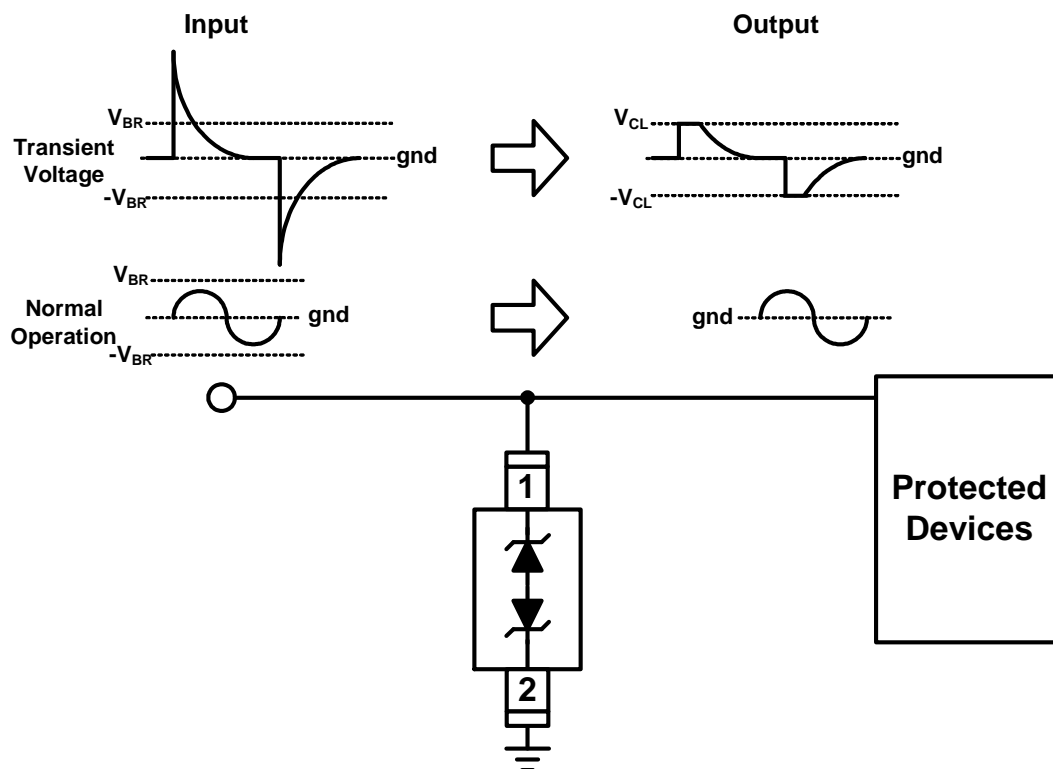 Input
Output
V_BR
V_CL
Transient
Voltage
gnd
gnd
-V_BR
-V_CL
V_BR
Normal
Operation
gnd
gnd
-V_BR
1
Protected
Devices
2